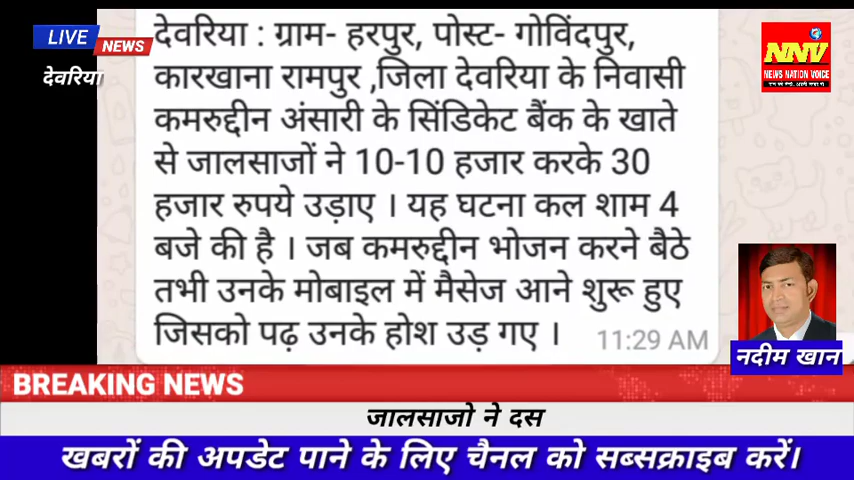 LIVE
NEWS
देवरिया
देवरिया : ग्राम- हरपुर, पोस्ट- गोविंदपुर,
कारखाना रामपुर ,जिला देवरिया के निवासी
कमरुद्दीन अंसारी के सिंडिकेट बैंक के खाते
से जालसाजों ने 10-10 हजार करके 30
हजार रुपये उड़ाए । यह घटना कल शाम 4
बजे की है । जब कमरुद्दीन भोजन करने बैठे
तभी उनके मोबाइल में मैसेज आने शुरू हुए
जिसको पढ़ उनके होश उड़ गए ।
11:29 AM
NNV
NEWS NATION VOICE
नदीम खान
BREAKING NEWS
जालसाजो ने दस
खबरों की अपडेट पाने के लिए चैनल को सब्सक्राइब करें।